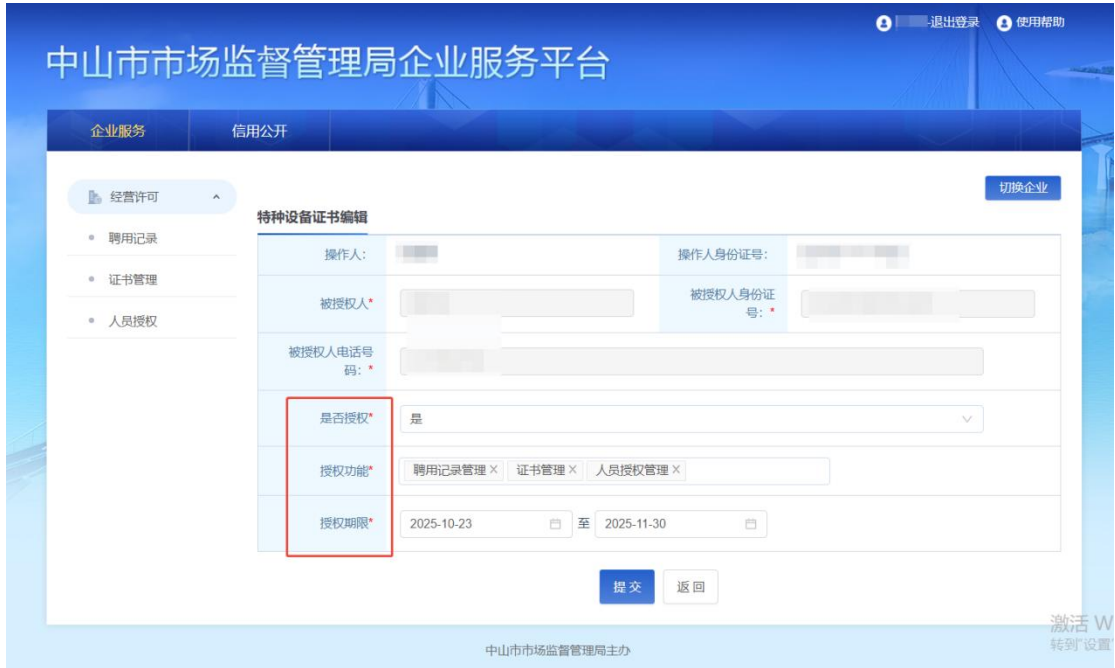 -退出登录 使用帮助
中山市市场监督管理局企业服务平台
企业服务 信用公开
切换企业
经营许可
聘用记录
证书管理
人员授权
特种设备证书编辑
操作人: 操作人身份证号:
被授权人* 被授权人身份证
号: *
被授权人电话号
码: *
是否授权* 是
授权功能* 聘用记录管理 × 证书管理 × 人员授权管理 ×
授权期限* 2025-10-23 至 2025-11-30
提交 返回
激活 W
转到"设置"
中山市市场监督管理局主办